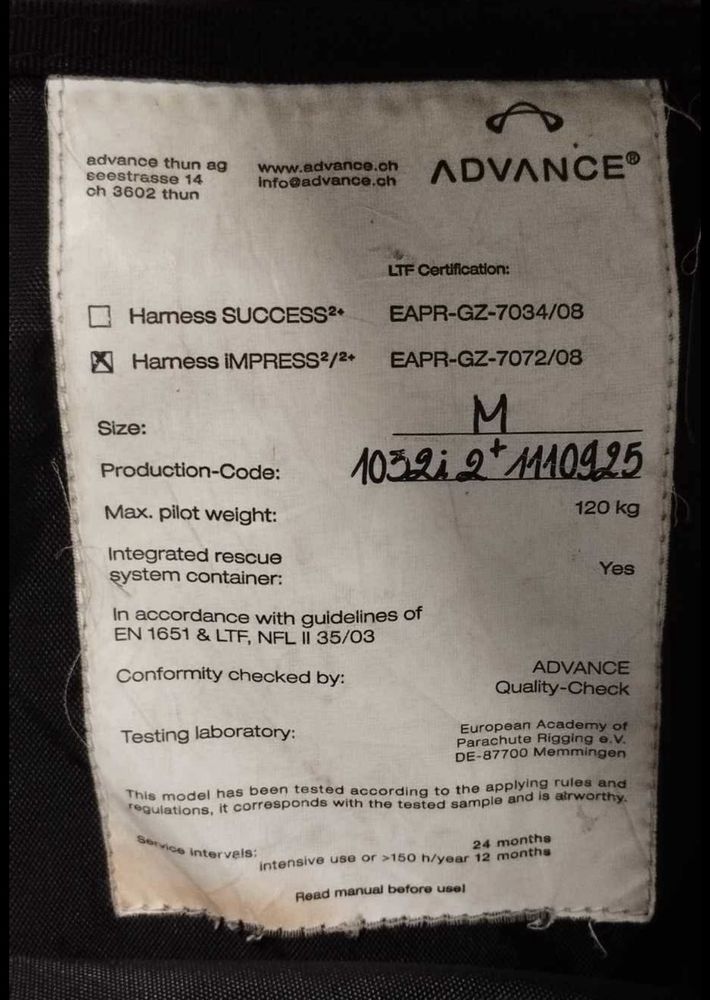 ADVANCE®
advance thun ag
seestrasse 14
ch 3602 thun
www.advance.ch
info@advance.ch
LTF Certification:
Harness SUCCESS²⁺ EAPR-GZ-7034/08
Harness iMPRESS²/²⁺ EAPR-GZ-7072/08
Size: M
Production-Code: 1032i2⁺1110925
Max. pilot weight: 120 kg
Integrated rescue
system container: Yes
In accordance with guidelines of
EN 1651 & LTF, NFL II 35/03
Conformity checked by: ADVANCE
Quality-Check
Testing laboratory: European Academy of
Parachute Rigging e.V.
DE-87700 Memmingen
This model has been tested according to the applying rules and
regulations, it corresponds with the tested sample and is airworthy.
Service intervals: 24 months
intensive use or >150 h/year 12 months
Read manual before use!